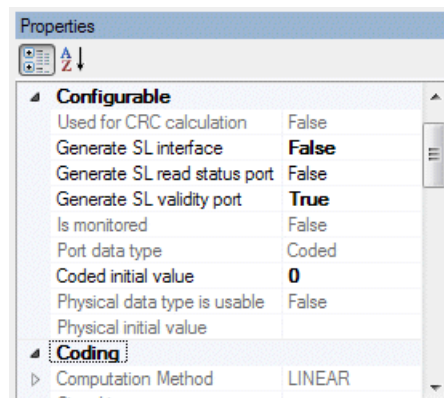 Properties
A
Z
Configurable
Used for CRC calculation False
Generate SL interface False
Generate SL read status port False
Generate SL validity port True
Is monitored False
Port data type Coded
Coded initial value 0
Physical data type is usable False
Physical initial value
Coding
Computation Method LINEAR